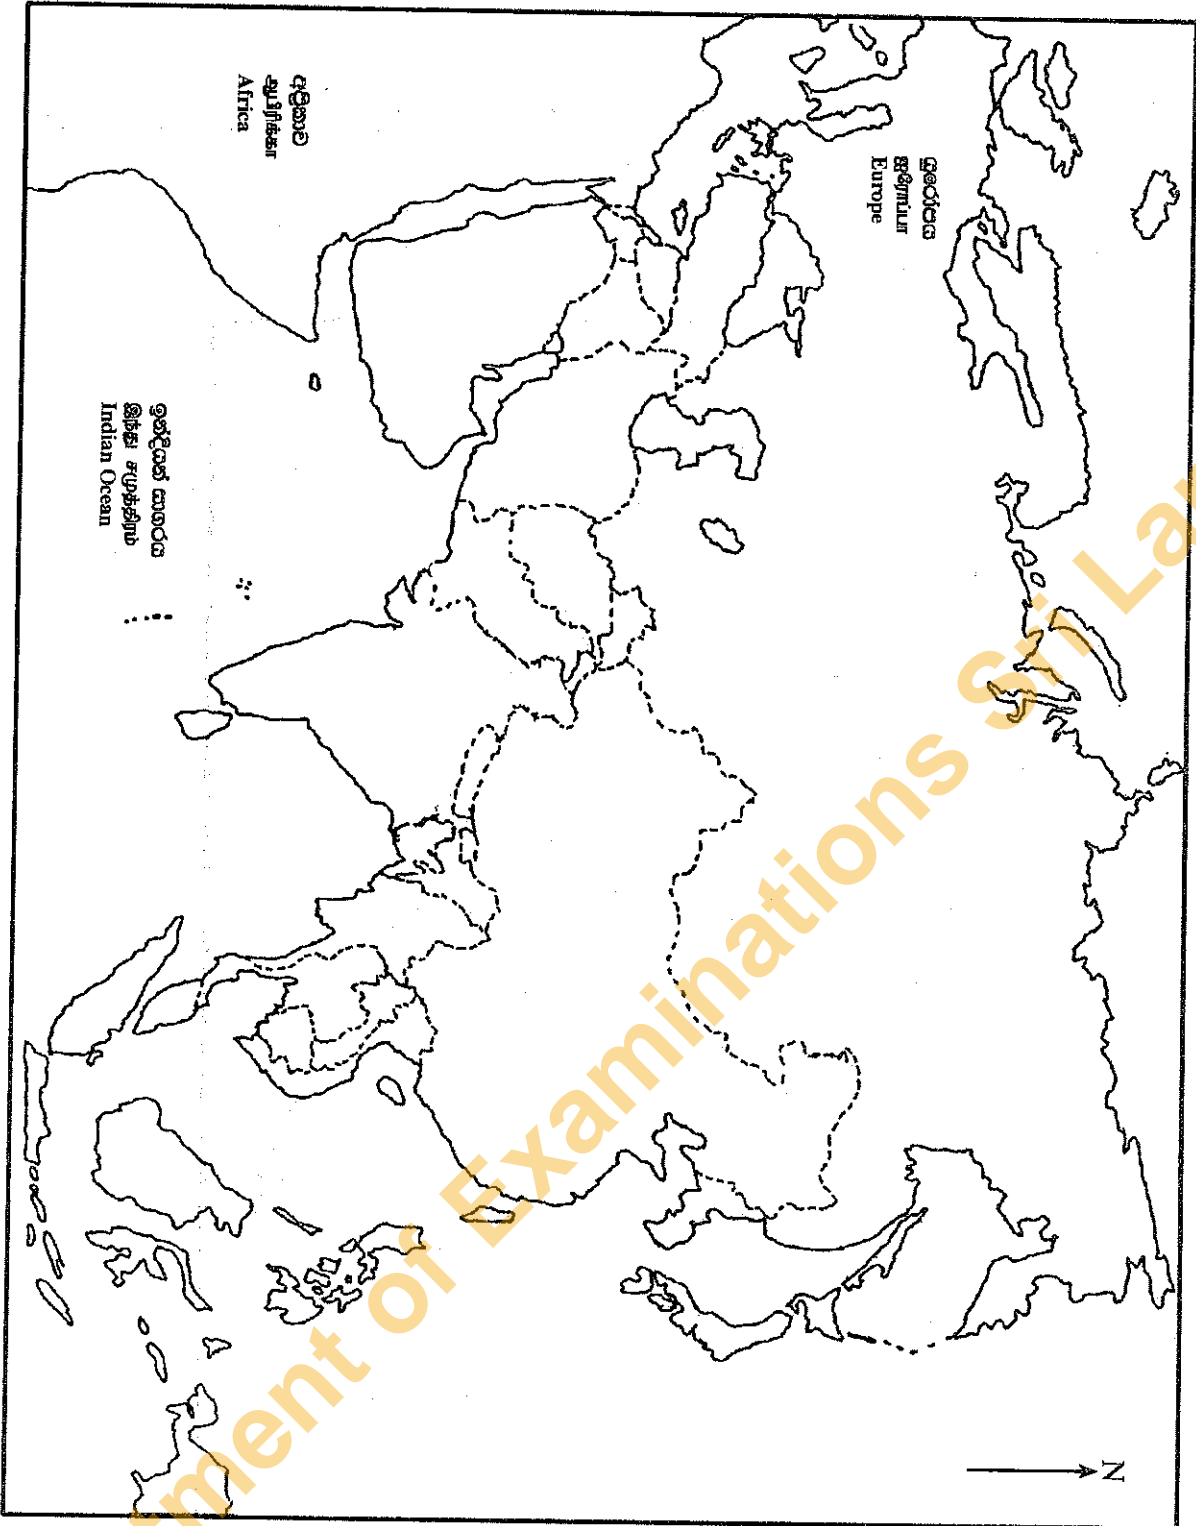 යුරෝපය
ஐரோப்பா
Europe
අප්‍රිකාව
ஆபிரிக்கா
Africa
ඉන්දියන් සාගරය
இந்து சமுத்திரம்
Indian Ocean
N
ment of Examinations Sri La